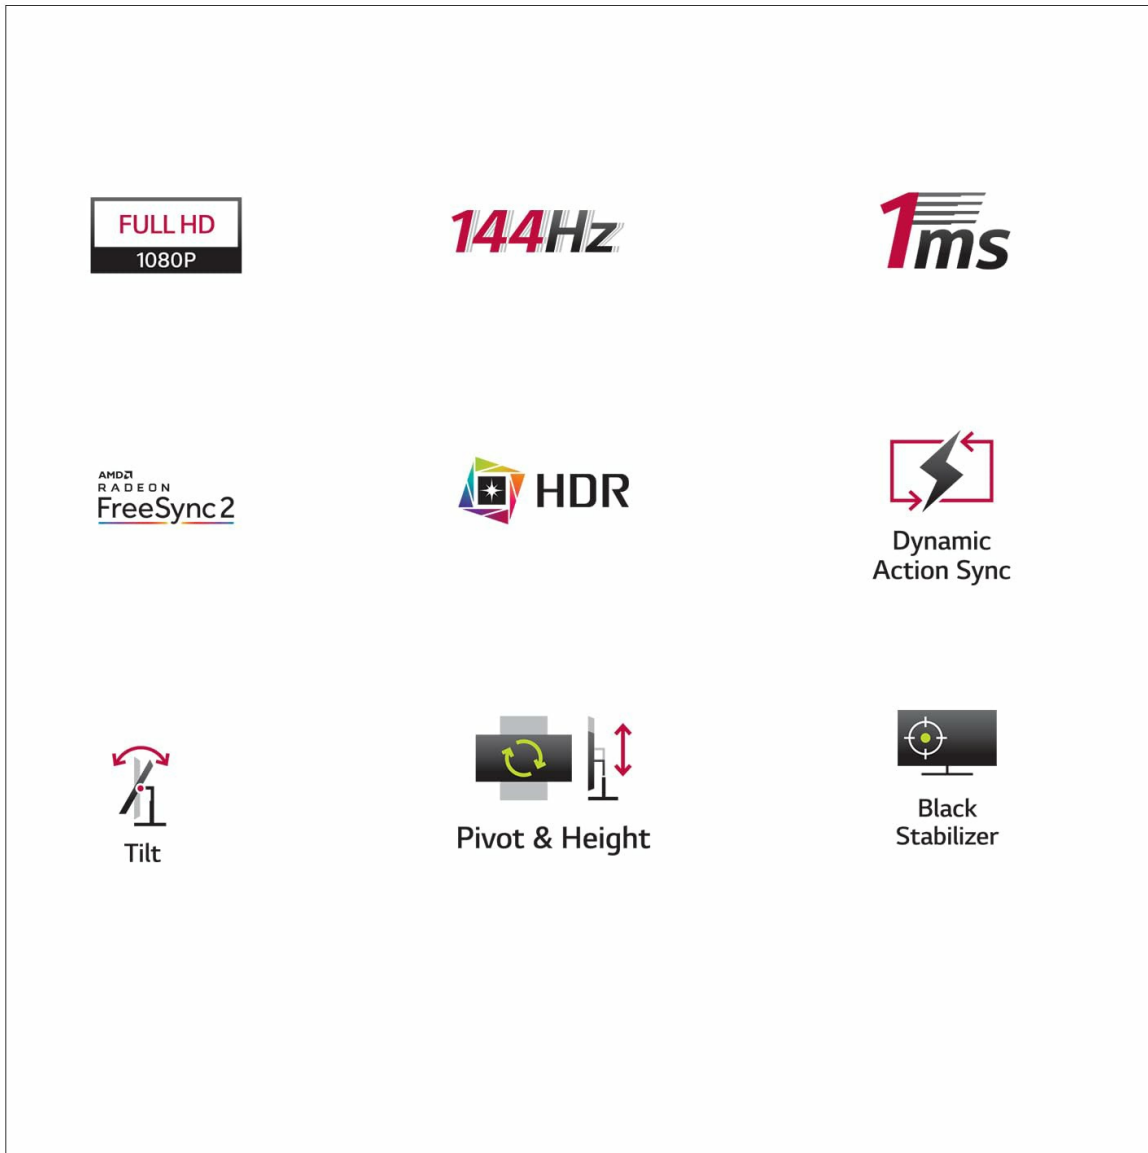 FULL HD
1080P
144Hz
1ms
AMD
RADEON
FreeSync 2
HDR
Dynamic
Action Sync
Tilt
Pivot & Height
Black
Stabilizer